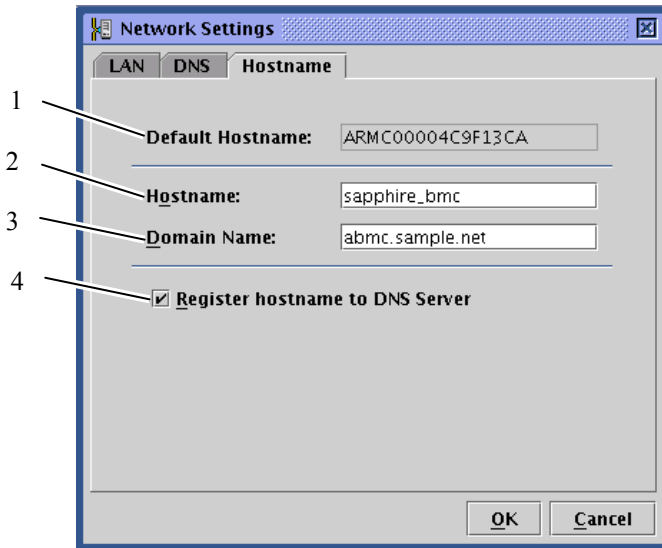 Network Settings
LAN DNS Hostname
1 Default Hostname: ARMC00004C9F13CA
2 Hostname: sapphire_bmc
3 Domain Name: abmc.sample.net
4 Register hostname to DNS Server
OK Cancel